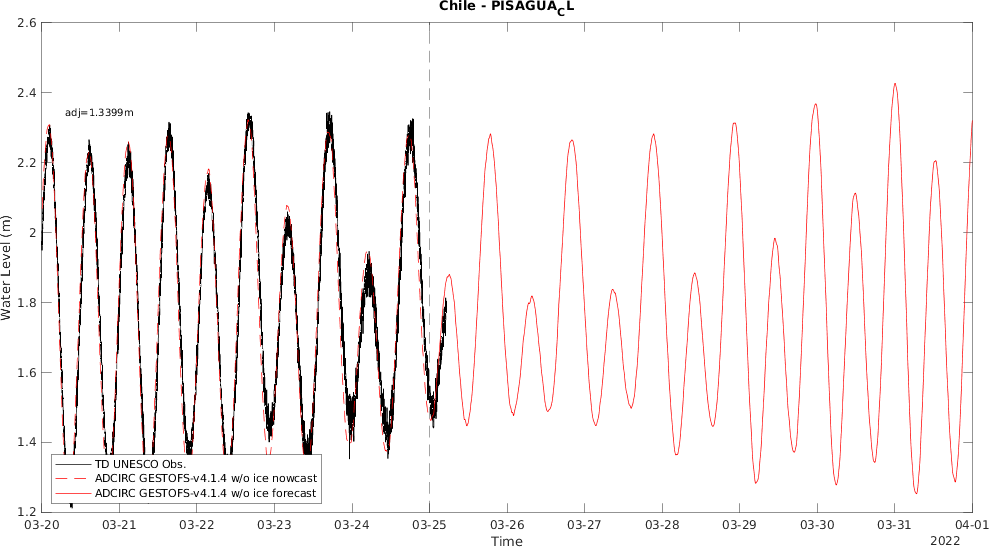 Chile - PISAGUA_CL
2.6
2.4
2.2
2
1.8
1.6
1.4
1.2
Water Level (m)
adj=1.3399m
TD UNESCO Obs.
ADCIRC GESTOFS-v4.1.4 w/o ice nowcast
ADCIRC GESTOFS-v4.1.4 w/o ice forecast
03-20 03-21 03-22 03-23 03-24 03-25 03-26 03-27 03-28 03-29 03-30 03-31 04-01
Time
2022